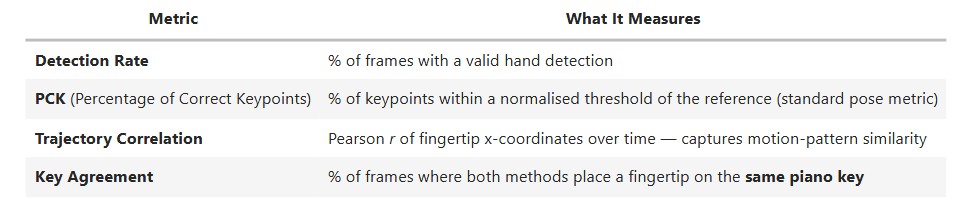 Metric What It Measures
Detection Rate % of frames with a valid hand detection
PCK (Percentage of Correct Keypoints) % of keypoints within a normalised threshold of the reference (standard pose metric)
Trajectory Correlation Pearson r of fingertip x-coordinates over time — captures motion-pattern similarity
Key Agreement % of frames where both methods place a fingertip on the same piano key